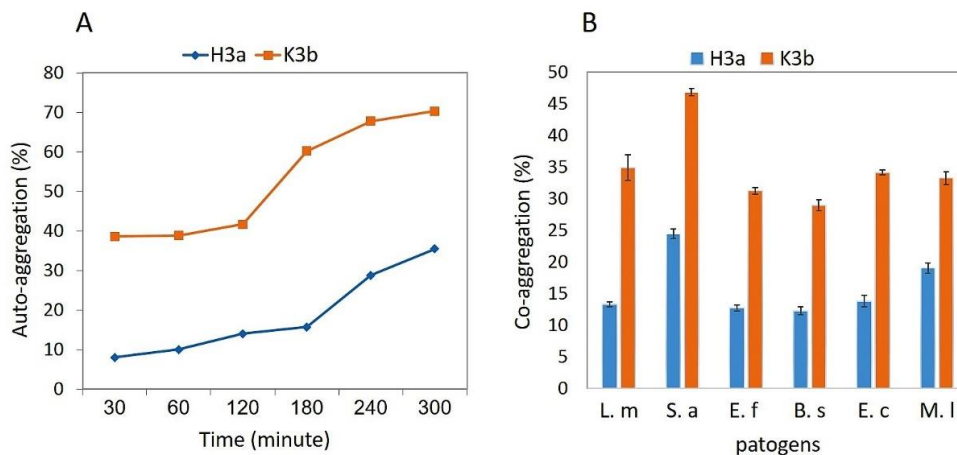 A
H3a K3b
80
70
60
50
40
30
20
10
0
Auto-aggregation (%)
30 60 120 180 240 300
Time (minute)
B
H3a K3b
50
45
40
35
30
25
20
15
10
5
0
Co-aggregation (%)
L. m S. a E. f B. s E. c M. l
patogens